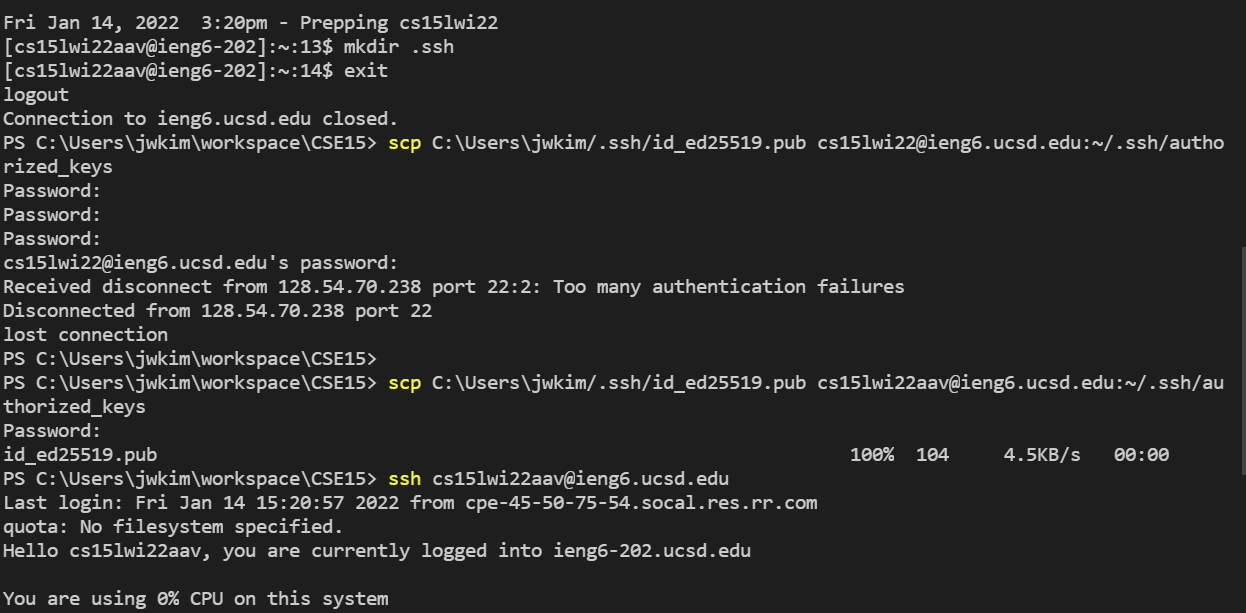 Fri Jan 14, 2022  3:20pm - Prepping cs15lwi22
[cs15lwi22aav@ieng6-202]:~:13$ mkdir .ssh
[cs15lwi22aav@ieng6-202]:~:14$ exit
logout
Connection to ieng6.ucsd.edu closed.
PS C:\Users\jwkim\workspace\CSE15> scp C:\Users\jwkim/.ssh/id_ed25519.pub cs15lwi22@ieng6.ucsd.edu:~/.ssh/autho
rized_keys
Password:
Password:
Password:
cs15lwi22@ieng6.ucsd.edu's password:
Received disconnect from 128.54.70.238 port 22:2: Too many authentication failures
Disconnected from 128.54.70.238 port 22
lost connection
PS C:\Users\jwkim\workspace\CSE15>
PS C:\Users\jwkim\workspace\CSE15> scp C:\Users\jwkim/.ssh/id_ed25519.pub cs15lwi22aav@ieng6.ucsd.edu:~/.ssh/au
thorized_keys
Password:
id_ed25519.pub                                                               100%  104     4.5KB/s   00:00
PS C:\Users\jwkim\workspace\CSE15> ssh cs15lwi22aav@ieng6.ucsd.edu
Last login: Fri Jan 14 15:20:57 2022 from cpe-45-50-75-54.socal.res.rr.com
quota: No filesystem specified.
Hello cs15lwi22aav, you are currently logged into ieng6-202.ucsd.edu
You are using 0% CPU on this system